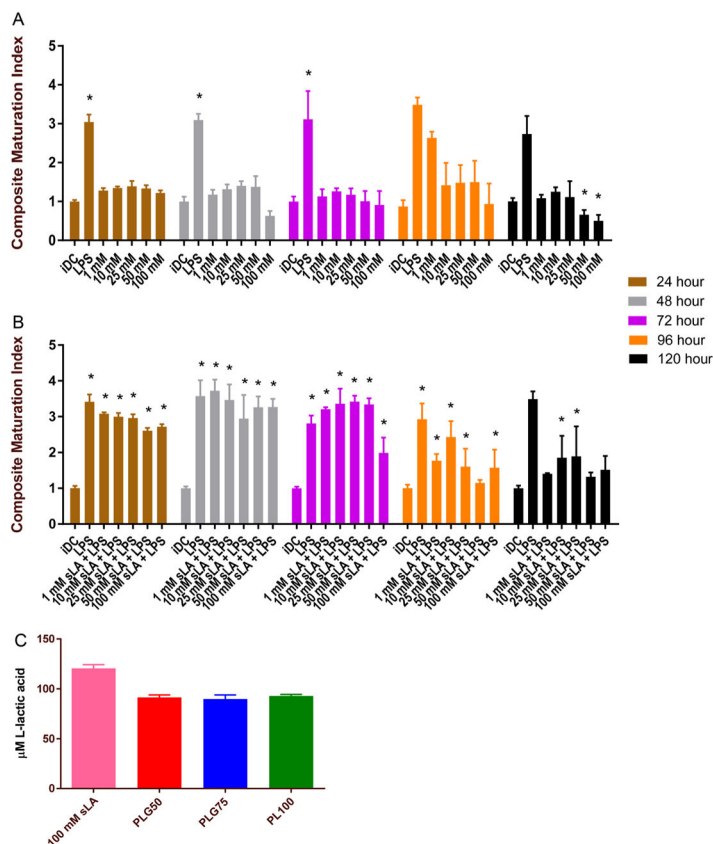 A
Composite Maturation Index
5
4
3
2
1
0
* * * * *
iDC LPS 1 mM 10 mM 25 mM 50 mM 100 mM iDC LPS 1 mM 10 mM 25 mM 50 mM 100 mM iDC LPS 1 mM 10 mM 25 mM 50 mM 100 mM iDC LPS 1 mM 10 mM 25 mM 50 mM 100 mM iDC LPS 1 mM 10 mM 25 mM 50 mM 100 mM
24 hour
48 hour
72 hour
96 hour
120 hour
B
Composite Maturation Index
5
4
3
2
1
0
* * * * * * * * * * * * * * * * * * * * * * * * *
iDC LPS 1 mM sLA + LPS 10 mM sLA + LPS 25 mM sLA + LPS 50 mM sLA + LPS 100 mM sLA + LPS iDC LPS 1 mM sLA + LPS 10 mM sLA + LPS 25 mM sLA + LPS 50 mM sLA + LPS 100 mM sLA + LPS iDC LPS 1 mM sLA + LPS 10 mM sLA + LPS 25 mM sLA + LPS 50 mM sLA + LPS 100 mM sLA + LPS iDC LPS 1 mM sLA + LPS 10 mM sLA + LPS 25 mM sLA + LPS 50 mM sLA + LPS 100 mM sLA + LPS iDC LPS 1 mM sLA + LPS 10 mM sLA + LPS 25 mM sLA + LPS 50 mM sLA + LPS 100 mM sLA + LPS
C
µM L-lactic acid
150
100
50
0
100 mM sLA PLG50 PLG75 PL100